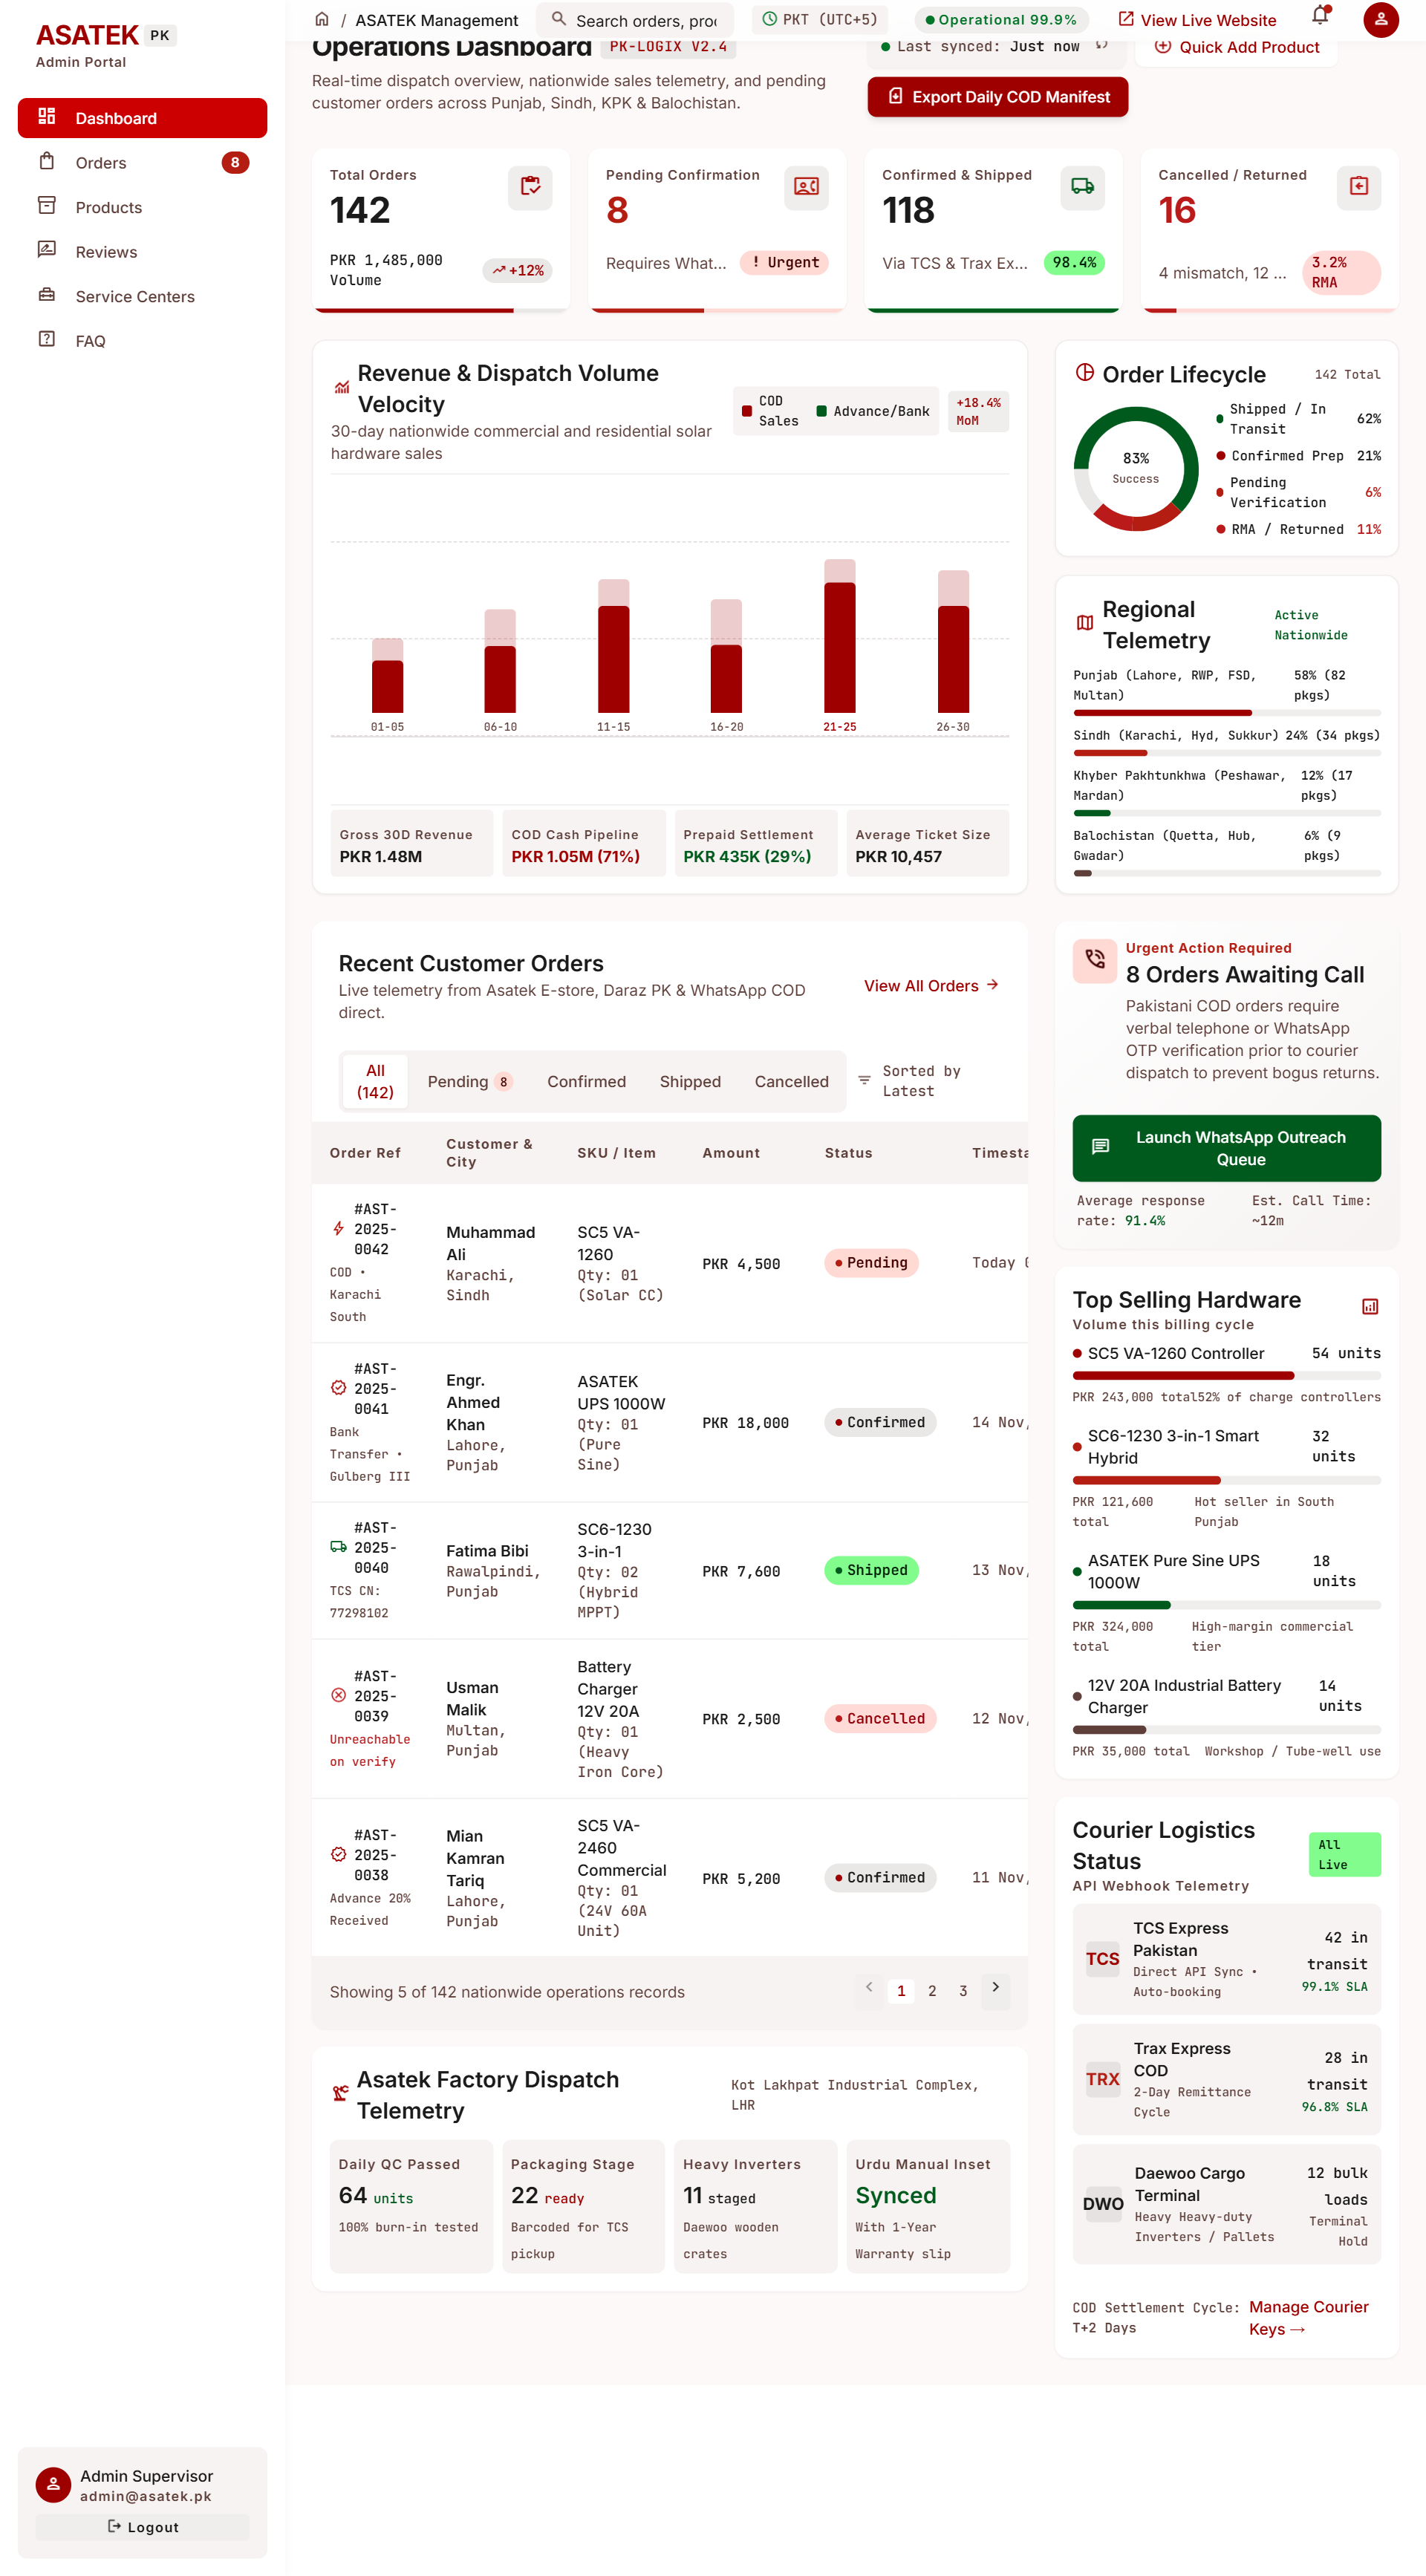 ASATEK PK
Admin Portal
Dashboard
Orders 8
Products
Reviews
Service Centers
FAQ
Admin Supervisor
admin@asatek.pk
Logout
/ ASATEK Management
Search orders,
PKT (UTC+5)
Operational 99.9%
View Live Website
Operations Dashboard PK-LOGIX V2.4
Real-time dispatch overview, nationwide sales telemetry, and pending
customer orders across Punjab, Sindh, KPK & Balochistan.
Last synced: Just now
Quick Add Product
Export Daily COD Manifest
Total Orders
142
PKR 1,485,000
Volume
+12%
Pending Confirmation
8
Requires What...
! Urgent
Confirmed & Shipped
118
Via TCS & Trax Ex...
98.4%
Cancelled / Returned
16
4 mismatch, 12 ...
3.2%
RMA
Revenue & Dispatch Volume
Velocity
30-day nationwide commercial and residential solar
hardware sales
COD
Sales
Advance/Bank
+18.4%
MoM
01-05 06-10 11-15 16-20 21-25 26-30
Gross 30D Revenue
PKR 1.48M
COD Cash Pipeline
PKR 1.05M (71%)
Prepaid Settlement
PKR 435K (29%)
Average Ticket Size
PKR 10,457
Order Lifecycle
142 Total
83%
Success
Shipped / In
Transit
62%
Confirmed Prep 21%
Pending
Verification
6%
RMA / Returned 11%
Regional
Telemetry
Active
Nationwide
Punjab (Lahore, RWP, FSD,
Multan)
58% (82
pkgs)
Sindh (Karachi, Hyd, Sukkur) 24% (34 pkgs)
Khyber Pakhtunkhwa (Peshawar,
Mardan)
12% (17
pkgs)
Balochistan (Quetta, Hub,
Gwadar)
6% (9
pkgs)
Recent Customer Orders
Live telemetry from Asatek E-store, Daraz PK & WhatsApp COD
direct.
View All Orders
All
(142)
Pending 8
Confirmed
Shipped
Cancelled
Sorted by
Latest
Order Ref
Customer &
City
SKU / Item
Amount
Status
#AST-
2025-
0042
COD •
Karachi
South
Muhammad
Ali
Karachi,
Sindh
SC5 VA-
1260
Qty: 01
(Solar CC)
PKR 4,500
Pending
Today
#AST-
2025-
0041
Bank
Transfer •
Gulberg III
Engr.
Ahmed
Khan
Lahore,
Punjab
ASATEK
UPS 1000W
Qty: 01
(Pure
Sine)
PKR 18,000
Confirmed
14 Nov,
#AST-
2025-
0040
TCS CN:
77298102
Fatima Bibi
Rawalpindi,
Punjab
SC6-1230
3-in-1
Qty: 02
(Hybrid
MPPT)
PKR 7,600
Shipped
13 Nov,
#AST-
2025-
0039
Unreachable
on verify
Usman
Malik
Multan,
Punjab
Battery
Charger
12V 20A
Qty: 01
(Heavy
Iron Core)
PKR 2,500
Cancelled
12 Nov,
#AST-
2025-
0038
Advance 20%
Received
Mian
Kamran
Tariq
Lahore,
Punjab
SC5 VA-
2460
Commercial
Qty: 01
(24V 60A
Unit)
PKR 5,200
Confirmed
11 Nov,
Showing 5 of 142 nationwide operations records
1 2 3
Asatek Factory Dispatch
Telemetry
Kot Lakhpat Industrial Complex,
LHR
Daily QC Passed
64 units
100% burn-in tested
Packaging Stage
22 ready
Barcoded for TCS
pickup
Heavy Inverters
11 staged
Daewoo wooden
crates
Urdu Manual Inset
Synced
With 1-Year
Warranty slip
Urgent Action Required
8 Orders Awaiting Call
Pakistani COD orders require
verbal telephone or WhatsApp
OTP verification prior to courier
dispatch to prevent bogus returns.
Launch WhatsApp Outreach
Queue
Average response
rate: 91.4%
Est. Call Time:
~12m
Top Selling Hardware
Volume this billing cycle
SC5 VA-1260 Controller 54 units
PKR 243,000 total52% of charge controllers
SC6-1230 3-in-1 Smart
Hybrid
32
units
PKR 121,600
total
Hot seller in South
Punjab
ASATEK Pure Sine UPS
1000W
18
units
PKR 324,000
total
High-margin commercial
tier
12V 20A Industrial Battery
Charger
14
units
PKR 35,000 total Workshop / Tube-well use
Courier Logistics
Status
API Webhook Telemetry
All
Live
TCS
TCS Express
Pakistan
Direct API Sync •
Auto-booking
42 in
transit
99.1% SLA
TRX
Trax Express
COD
2-Day Remittance
Cycle
28 in
transit
96.8% SLA
DWO
Daewoo Cargo
Terminal
Heavy Heavy-duty
Inverters / Pallets
12 bulk
loads
Terminal
Hold
COD Settlement Cycle:
T+2 Days
Manage Courier
Keys →